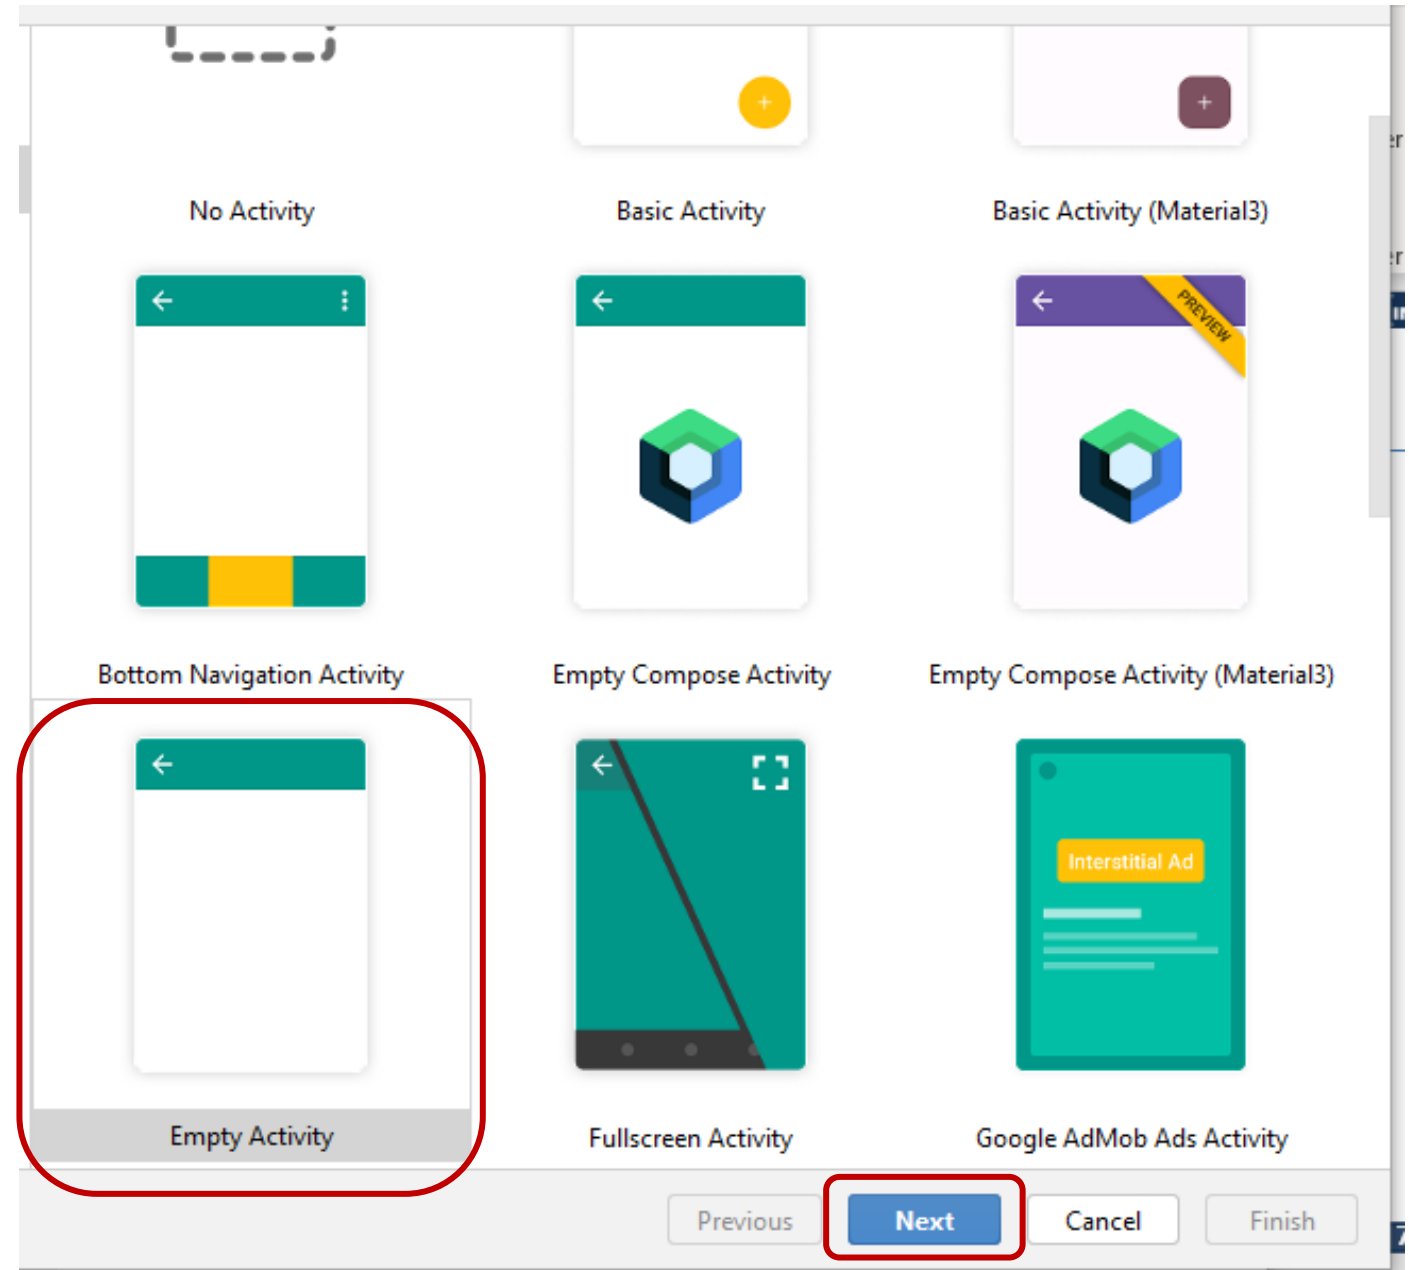 No Activity
Basic Activity
Basic Activity (Material3)
PREVIEW
Bottom Navigation Activity
Empty Compose Activity
Empty Compose Activity (Material3)
Interstitial Ad
Empty Activity
Fullscreen Activity
Google AdMob Ads Activity
Previous
Next
Cancel
Finish